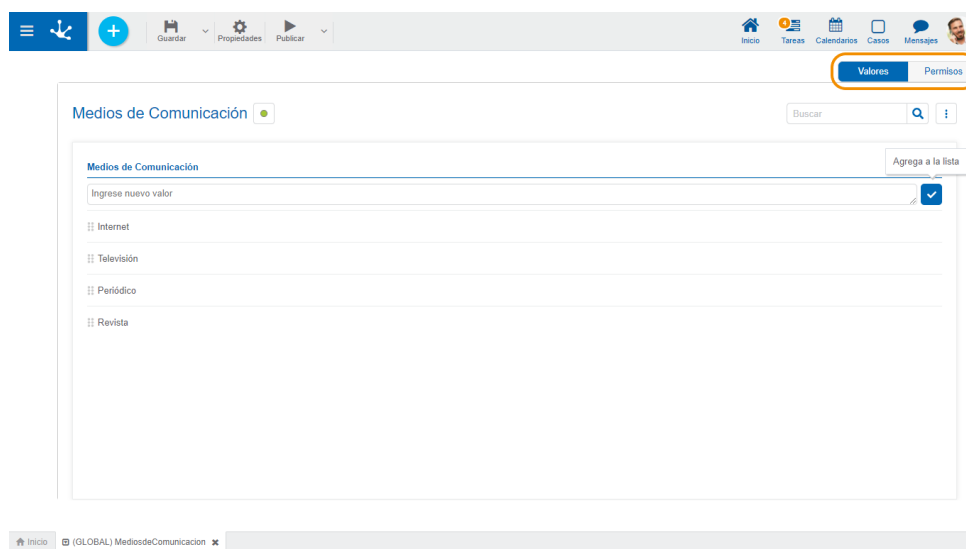 Guardar
Propiedades
Publicar
Inicio
4
Tareas
Calendarios
Casos
Mensajes
Valores
Permisos
Medios de Comunicación
Buscar
Agrega a la lista
Medios de Comunicación
Ingrese nuevo valor
Internet
Televisión
Periódico
Revista
Inicio
(GLOBAL) MediosdeComunicacion